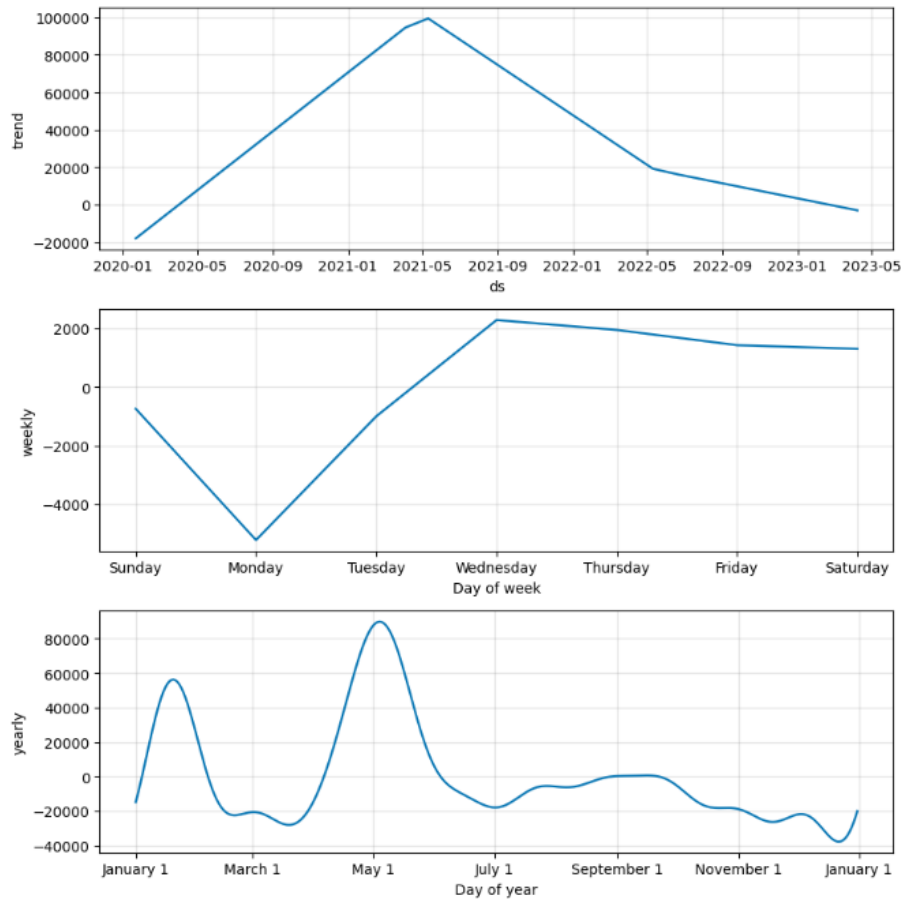 100000
80000
60000
40000
20000
0
−20000
trend
2020-01 2020-05 2020-09 2021-01 2021-05 2021-09 2022-01 2022-05 2022-09 2023-01 2023-05
ds
2000
0
−2000
−4000
weekly
Sunday Monday Tuesday Wednesday Thursday Friday Saturday
Day of week
80000
60000
40000
20000
0
−20000
−40000
yearly
January 1 March 1 May 1 July 1 September 1 November 1 January 1
Day of year